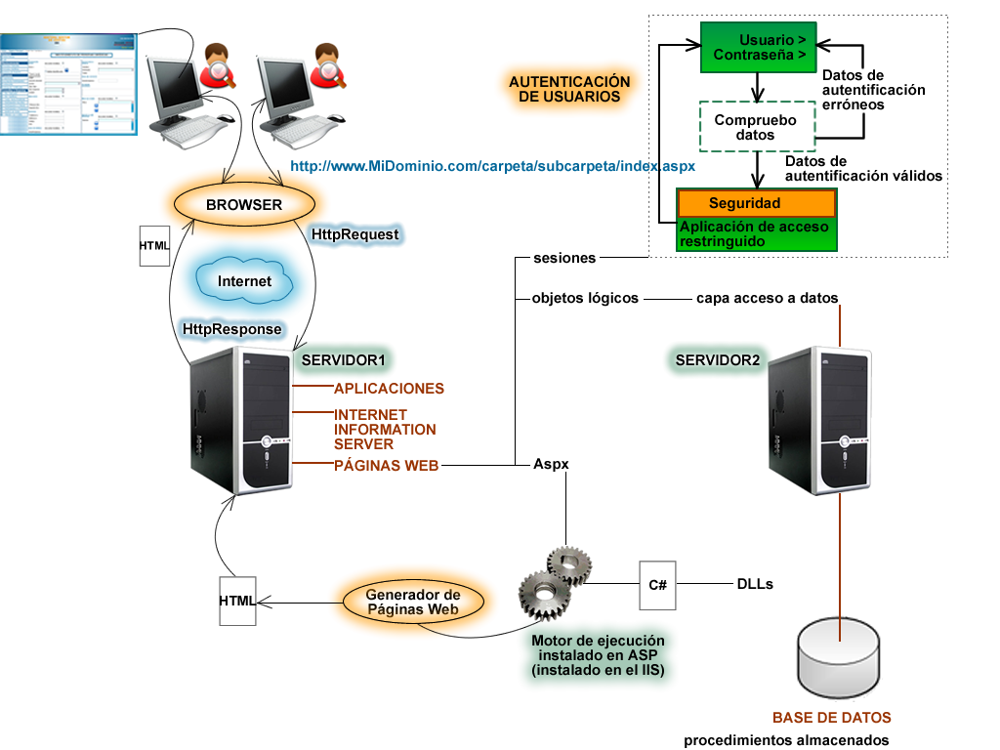 Usuario >
Contraseña >
AUTENTICACIÓN
DE USUARIOS
Datos de
autentificación
erróneos
Compruebo
datos
http://www.MiDominio.com/carpeta/subcarpeta/index.aspx
Datos de
autentificación válidos
BROWSER
Seguridad
Aplicación de acceso
restringuido
HttpRequest
HTML
sesiones
Internet
objetos lógicos
capa acceso a datos
HttpResponse
SERVIDOR1
SERVIDOR2
APLICACIONES
INTERNET
INFORMATION
SERVER
PÁGINAS WEB
Aspx
C#
DLLs
HTML
Generador de
Páginas Web
Motor de ejecución
instalado en ASP
(instalado en el IIS)
BASE DE DATOS
procedimientos almacenados